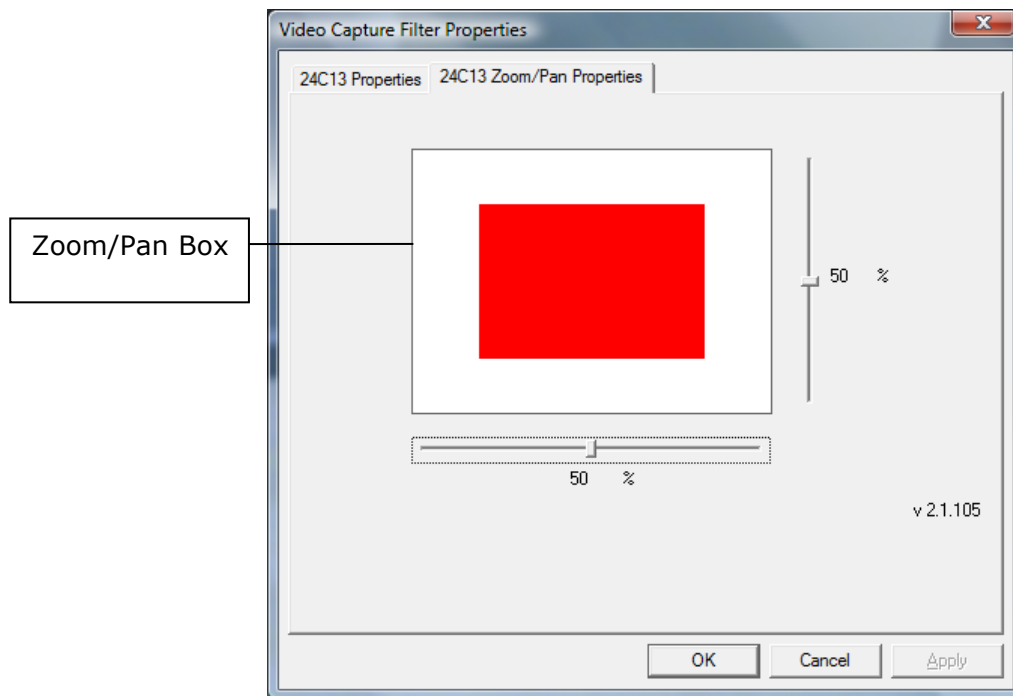 Video Capture Filter Properties
24C13 Properties 24C13 Zoom/Pan Properties
Zoom/Pan Box
50 %
50 %
v 2.1.105
OK Cancel Apply